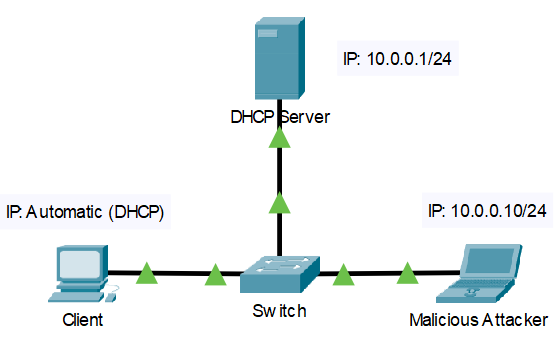 IP: 10.0.0.1/24
DHCP Server
IP: Automatic (DHCP)
IP: 10.0.0.10/24
Client
Switch
Malicious Attacker